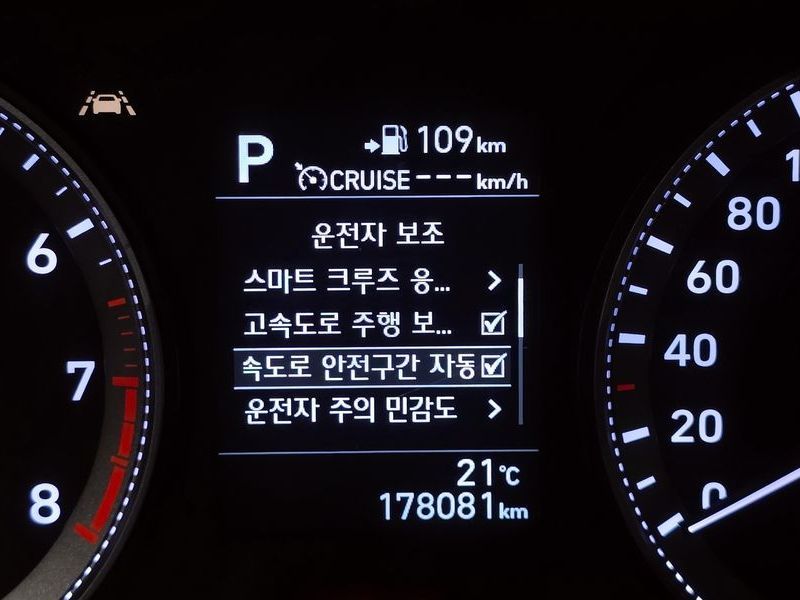 P
109km
CRUISE ---km/h
운전자 보조
스마트 크루즈 응...
고속도로 주행 보...
속도로 안전구간 자동
운전자 주의 민감도
21℃
178081km
6
7
8
80
60
40
20
0